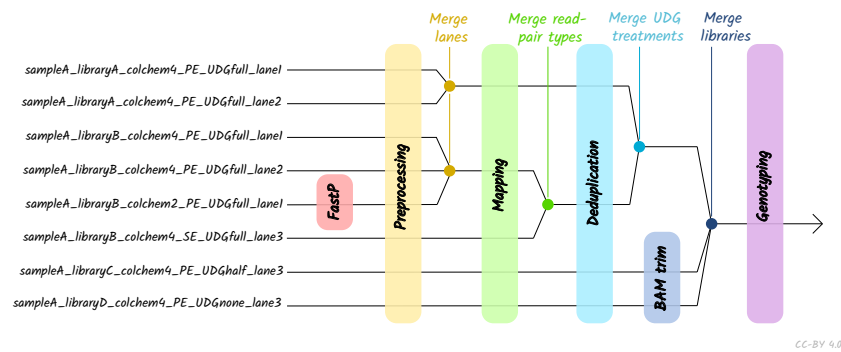 Merge lanes
Merge read-pair types
Merge UDG treatments
Merge libraries
sampleA_libraryA_colchem4_PE_UDGfull_lane1
sampleA_libraryA_colchem4_PE_UDGfull_lane2
sampleA_libraryB_colchem4_PE_UDGfull_lane1
sampleA_libraryB_colchem4_PE_UDGfull_lane2
sampleA_libraryB_colchem2_PE_UDGfull_lane1
sampleA_libraryB_colchem4_SE_UDGfull_lane3
sampleA_libraryC_colchem4_PE_UDGhalf_lane3
sampleA_libraryD_colchem4_PE_UDGnone_lane3
FastP
Preprocessing
Mapping
Deduplication
BAM trim
Genotyping
CC-BY 4.0